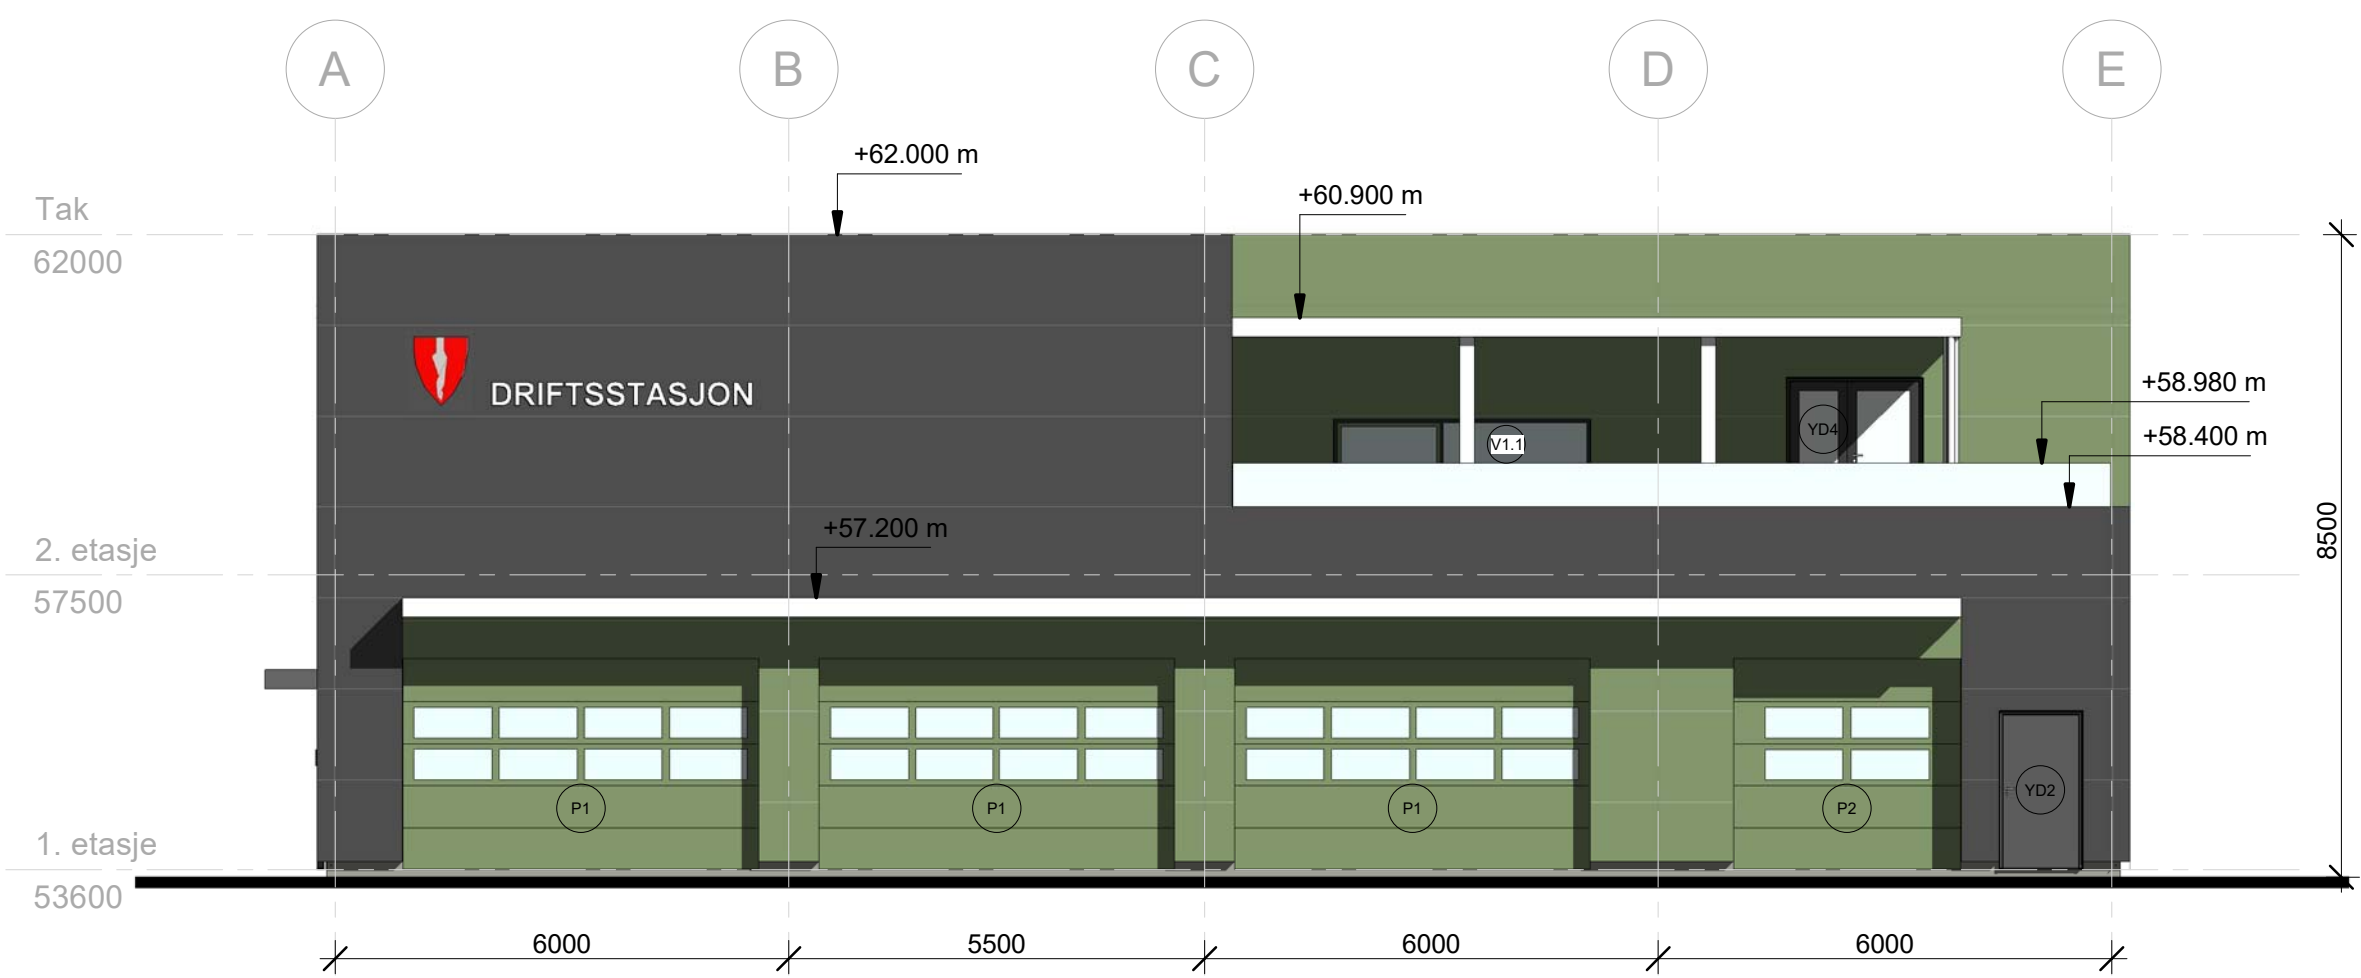 A
B
C
D
E
+62.000 m
+60.900 m
Tak
62000
+58.980 m
DRIFTSSTASJON
YD4
V1.1
+58.400 m
+57.200 m
8500
2. etasje
57500
P1
P1
P1
P2
YD2
1. etasje
53600
6000
5500
6000
6000